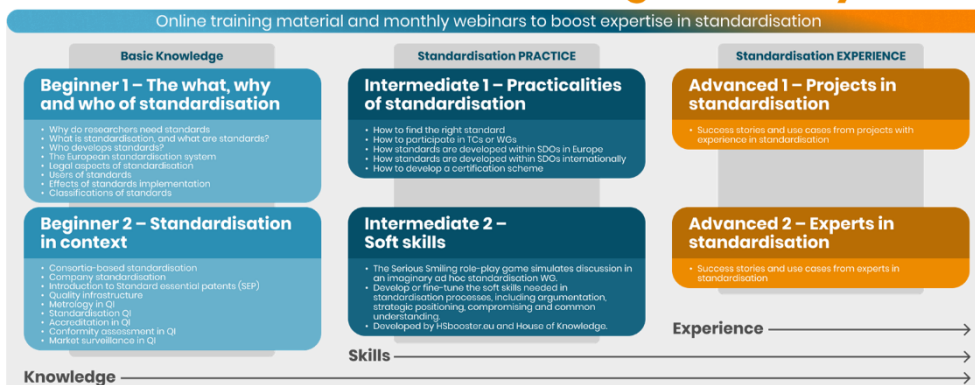 Online training material and monthly webinars to boost expertise in standardisation
Basic Knowledge
Beginner 1 – The what, why
and who of standardisation
• Why do researchers need standards
• What is standardisation, and what are standards?
• Who develops standards?
• The European standardisation system
• Legal aspects of standardisation
• Users of standards
• Effects of standards implementation
• Classifications of standards
Beginner 2 – Standardisation
in context
• Consortia-based standardisation
• Company standardisation
• Introduction to Standard essential patents (SEP)
• Quality infrastructure
• Metrology in QI
• Standardisation QI
• Accreditation in QI
• Conformity assessment in QI
• Market surveillance in QI
Standardisation PRACTICE
Intermediate 1 – Practicalities
of standardisation
• How to find the right standard
• How to participate in TCs or WGs
• How standards are developed within SDOs in Europe
• How standards are developed within SDOs internationally
• How to develop a certification scheme
Intermediate 2 –
Soft skills
• The Serious Smiling role-play game simulates discussion in
an imaginary ad hoc standardisation WG.
• Develop or fine-tune the soft skills needed in
standardisation processes, including argumentation,
strategic positioning, compromising and common
understanding.
• Developed by HSbooster.eu and House of Knowledge.
Standardisation EXPERIENCE
Advanced 1 – Projects in
standardisation
• Success stories and use cases from projects with
experience in standardisation
Advanced 2 – Experts in
standardisation
• Success stories and use cases from experts in
standardisation
Experience
Skills
Knowledge